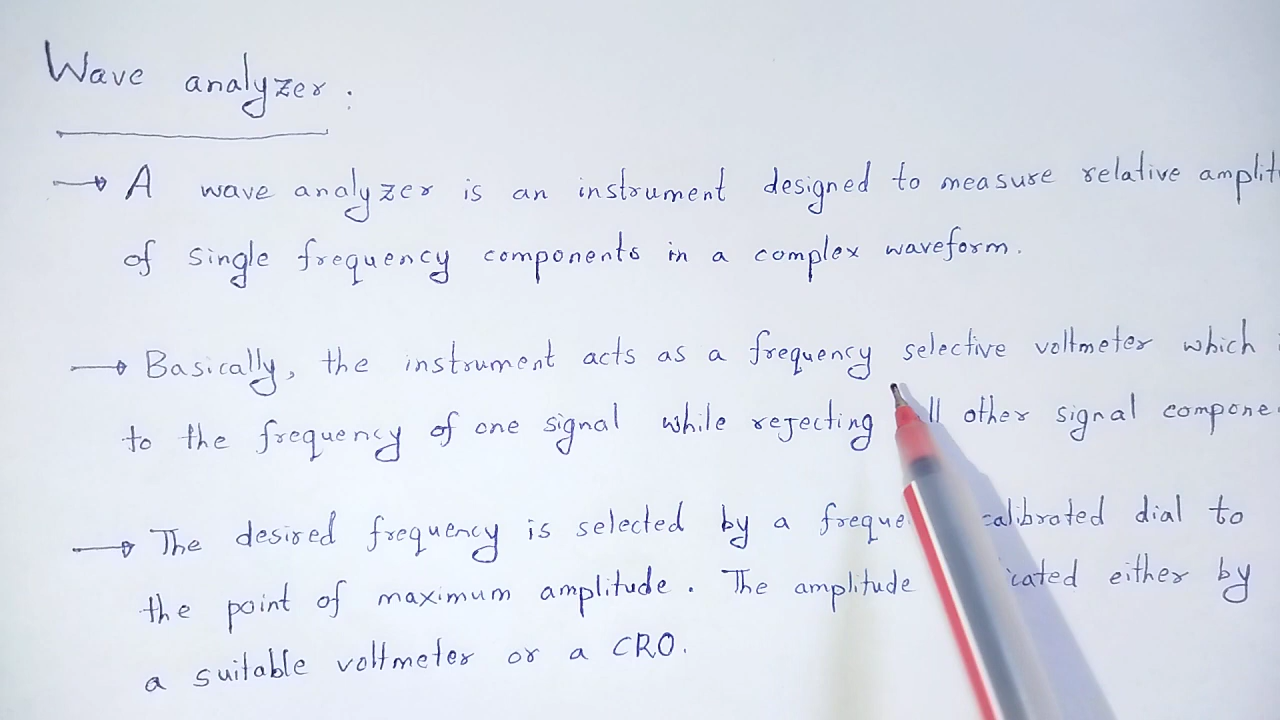 Wave analyzer :
→ A wave analyzer is an instrument designed to measure relative amplit
of single frequency components in a complex waveform.
→ Basically, the instrument acts as a frequency selective voltmeter which
to the frequency of one signal while rejecting all other signal compone
→ The desired frequency is selected by a freque calibrated dial to
the point of maximum amplitude. The amplitude icated either by
a suitable voltmeter or a CRO.